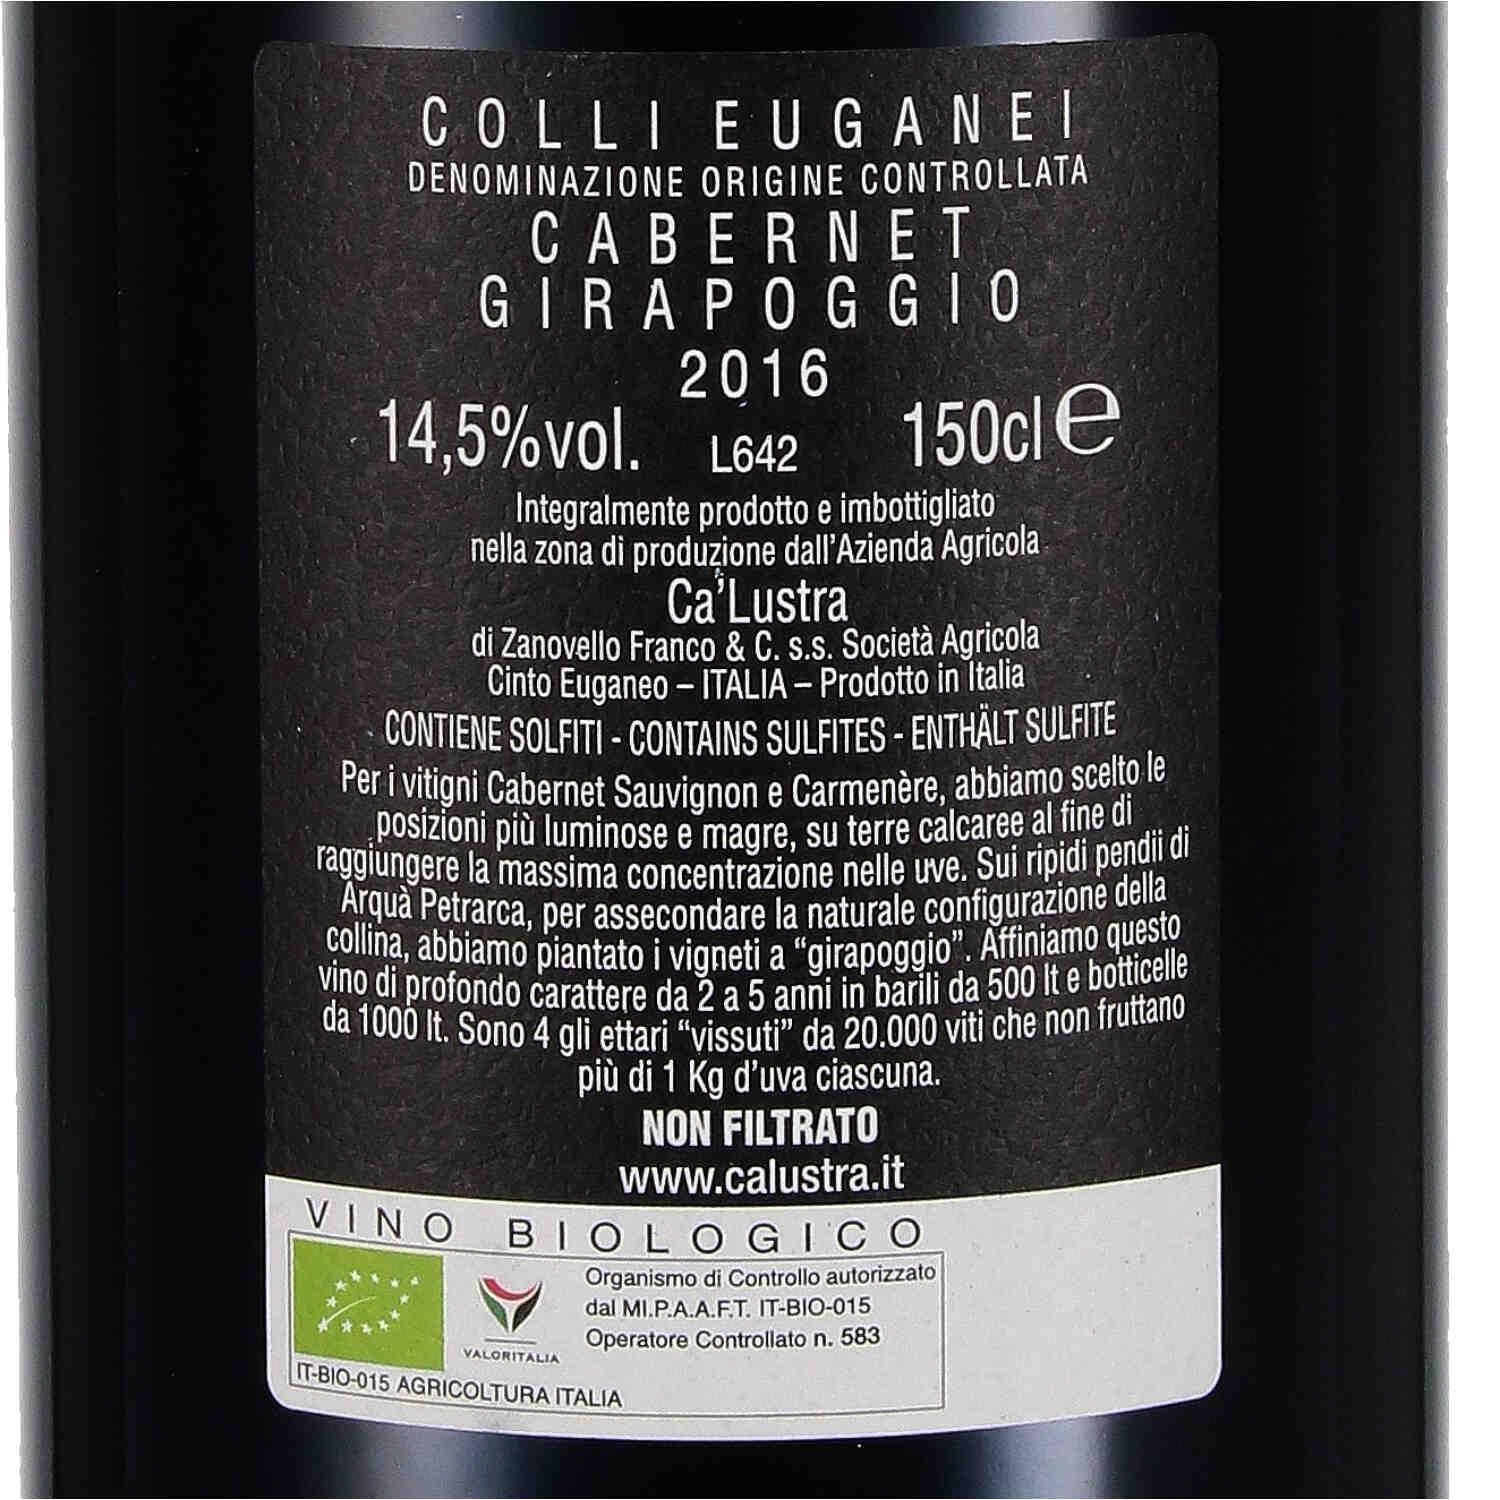 COLLI EUGANEI
DENOMINAZIONE ORIGINE CONTROLLATA
CABERNET
GIRAPOGGIO
2016
14,5%vol. L642 150cl e
Integralmente prodotto e imbottigliato
nella zona di produzione dall'Azienda Agricola
Ca'Lustra
di Zanovello Franco & C. s.s. Società Agricola
Cinto Euganeo – ITALIA – Prodotto in Italia
CONTIENE SOLFITI - CONTAINS SULFITES - ENTHÄLT SULFITE
Per i vitigni Cabernet Sauvignon e Carmenère, abbiamo scelto le
posizioni più luminose e magre, su terre calcaree al fine di
raggiungere la massima concentrazione nelle uve. Sui ripidi pendii di
Arquà Petrarca, per assecondare la naturale configurazione della
collina, abbiamo piantato i vigneti a “girapoggio”. Affiniamo questo
vino di profondo carattere da 2 a 5 anni in barili da 500 lt e botticelle
da 1000 lt. Sono 4 gli ettari “vissuti” da 20.000 viti che non fruttano
più di 1 Kg d'uva ciascuna.
NON FILTRATO
www.calustra.it
VINO BIOLOGICO
Organismo di Controllo autorizzato
dal MI.P.A.A.F.T. IT-BIO-015
Operatore Controllato n. 583
VALORITALIA
IT-BIO-015 AGRICOLTURA ITALIA